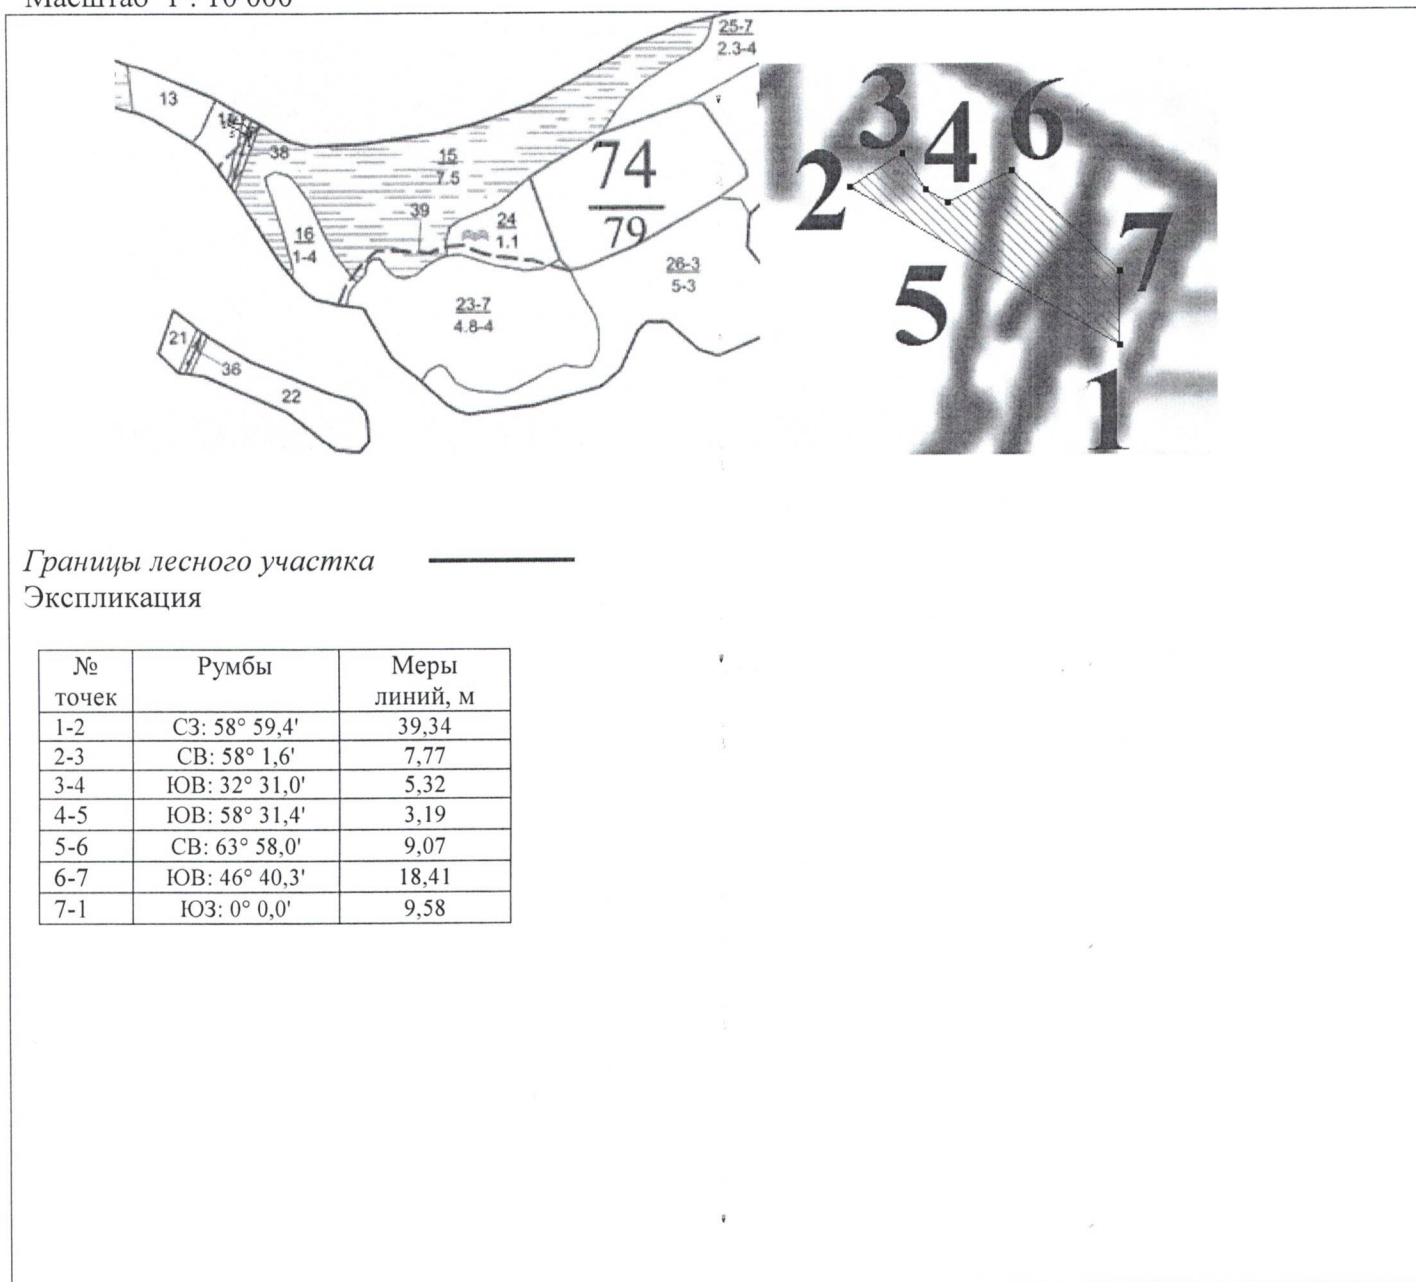 Масштаб 1 : 10 000
25-7
2.3-4
13
38
15
7.5
74
79
39
24
1.1
16
1-4
26-3
5-3
23-7
4.8-4
21
36
22
3
4
6
2
7
5
1
Границы лесного участка
Экспликация
№ точек Румбы Меры линий, м
1-2 СЗ: 58° 59,4' 39,34
2-3 СВ: 58° 1,6' 7,77
3-4 ЮВ: 32° 31,0' 5,32
4-5 ЮВ: 58° 31,4' 3,19
5-6 СВ: 63° 58,0' 9,07
6-7 ЮВ: 46° 40,3' 18,41
7-1 ЮЗ: 0° 0,0' 9,58